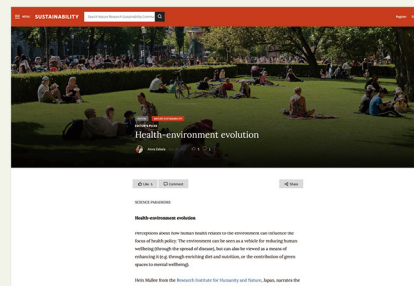 MENU SUSTAINABILITY Search Nature Research Sustainability Community Register
EDITOR'S PICKS
Health-environment evolution
Anna Zakara
Like 5 Comment Share
SCIENCE PARADIGMS
Health-environment evolution
Perceptions about how human health relates to the environment can influence the
focus of health policy. The environment can be seen as a vehicle for reducing human
wellbeing (through the spread of disease), but can also be viewed as a means of
enhancing it (e.g. through enriching diet and nutrition, or the contribution of green
spaces to mental wellbeing).
Hein Mallee from the Research Institute for Humanity and Nature, Japan, narrates the